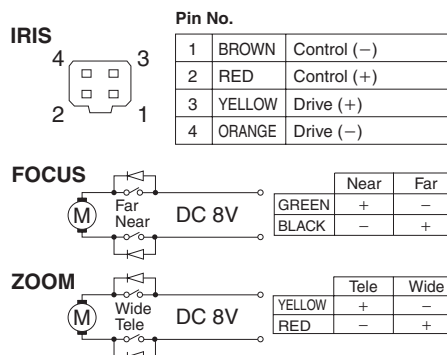 IRIS
4 3
2 1
Pin No.
1 BROWN Control (−)
2 RED Control (+)
3 YELLOW Drive (+)
4 ORANGE Drive (−)
FOCUS
M
Far
Near
DC 8V
Near Far
GREEN + −
BLACK − +
ZOOM
M
Wide
Tele
DC 8V
Tele Wide
YELLOW + −
RED − +